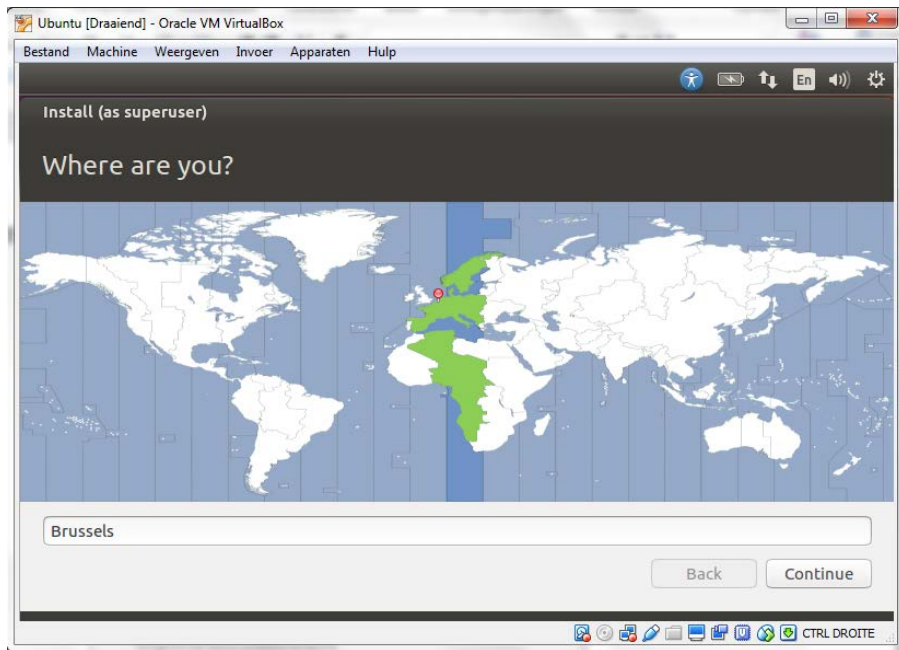 Ubuntu [Draaiend] - Oracle VM VirtualBox
Bestand Machine Weergeven Invoer Apparaten Hulp
En
Install (as superuser)
Where are you?
Brussels
Back Continue
CTRL DROITE